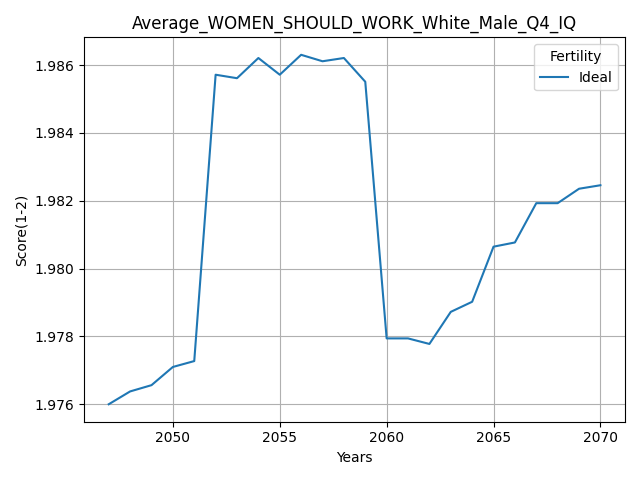 Average_WOMEN_SHOULD_WORK_White_Male_Q4_IQ
Fertility
Ideal
Score(1-2)
1.986
1.984
1.982
1.980
1.978
1.976
2050 2055 2060 2065 2070
Years